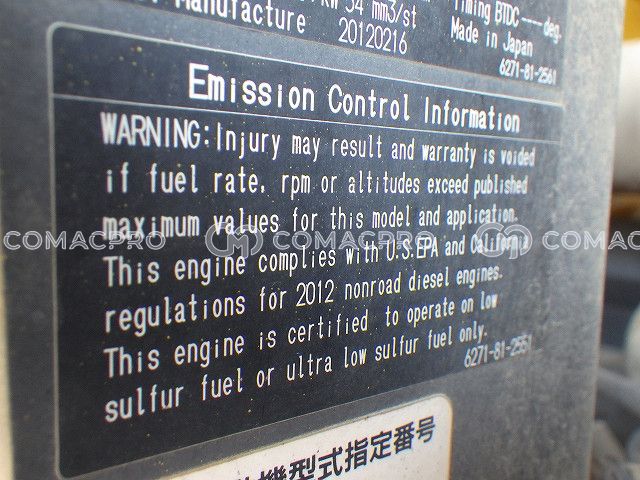 kW 54 mm3/st
Timing BTDC ---- deg.
Manufacture 20120216
Made in Japan
6271-81-2561
Emission Control Information
WARNING:Injury may result and warranty is voided
if fuel rate, rpm or altitudes exceed published
maximum values for this model and application.
This engine complies with U.S.EPA and California
regulations for 2012 nonroad diesel engines.
This engine is certified to operate on low
sulfur fuel or ultra low sulfur fuel only.
6271-81-2551
機型式指定番号
COMACPRO COMACPRO COMACPRO